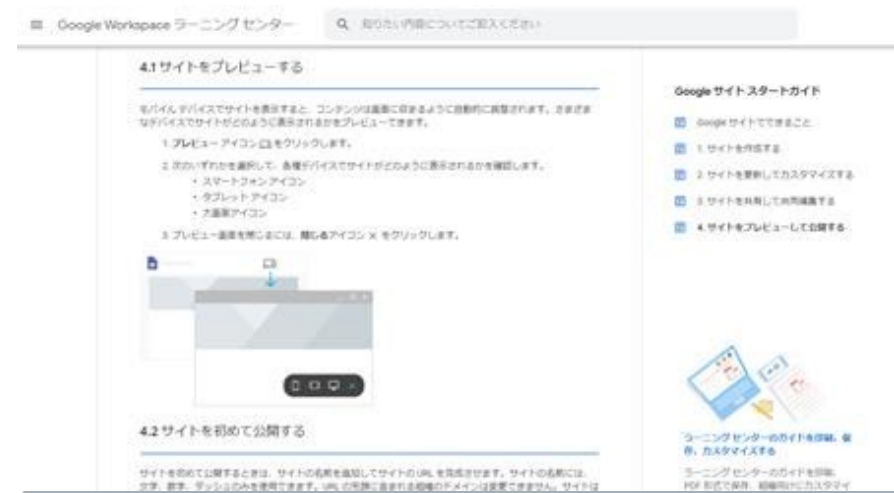 Google Workspace ラーニング センター
知りたい内容についてご記入ください
4.1 サイトをプレビューする
モバイル デバイスでサイトを表示すると、コンテンツは画面に収まるように自動的に調整されます。さまざま
なデバイスでサイトがどのように表示されるかをプレビューできます。
1. プレビュー アイコン をクリックします。
2. 次のいずれかを選択して、各種デバイスでサイトがどのように表示されるかを確認します。
• スマートフォン アイコン
• タブレット アイコン
• 大画面アイコン
3. プレビュー画面を閉じるには、閉じるアイコン × をクリックします。
4.2 サイトを初めて公開する
サイトを初めて公開するときは、サイトの名前を追加してサイトの URL を完成させます。サイトの名前には、
文字、数字、ダッシュのみを使用できます。URL の先頭に含まれる組織のドメインは変更できません。サイトは
Google サイト スタートガイド
Google サイトでできること
1. サイトを作成する
2. サイトを更新してカスタマイズする
3. サイトを共有して共同編集する
4. サイトをプレビューして公開する
ラーニング センターのガイドを印刷、保
存、カスタマイズする
ラーニング センターのガイドを印刷、
PDF 形式で保存、組織向けにカスタマイ